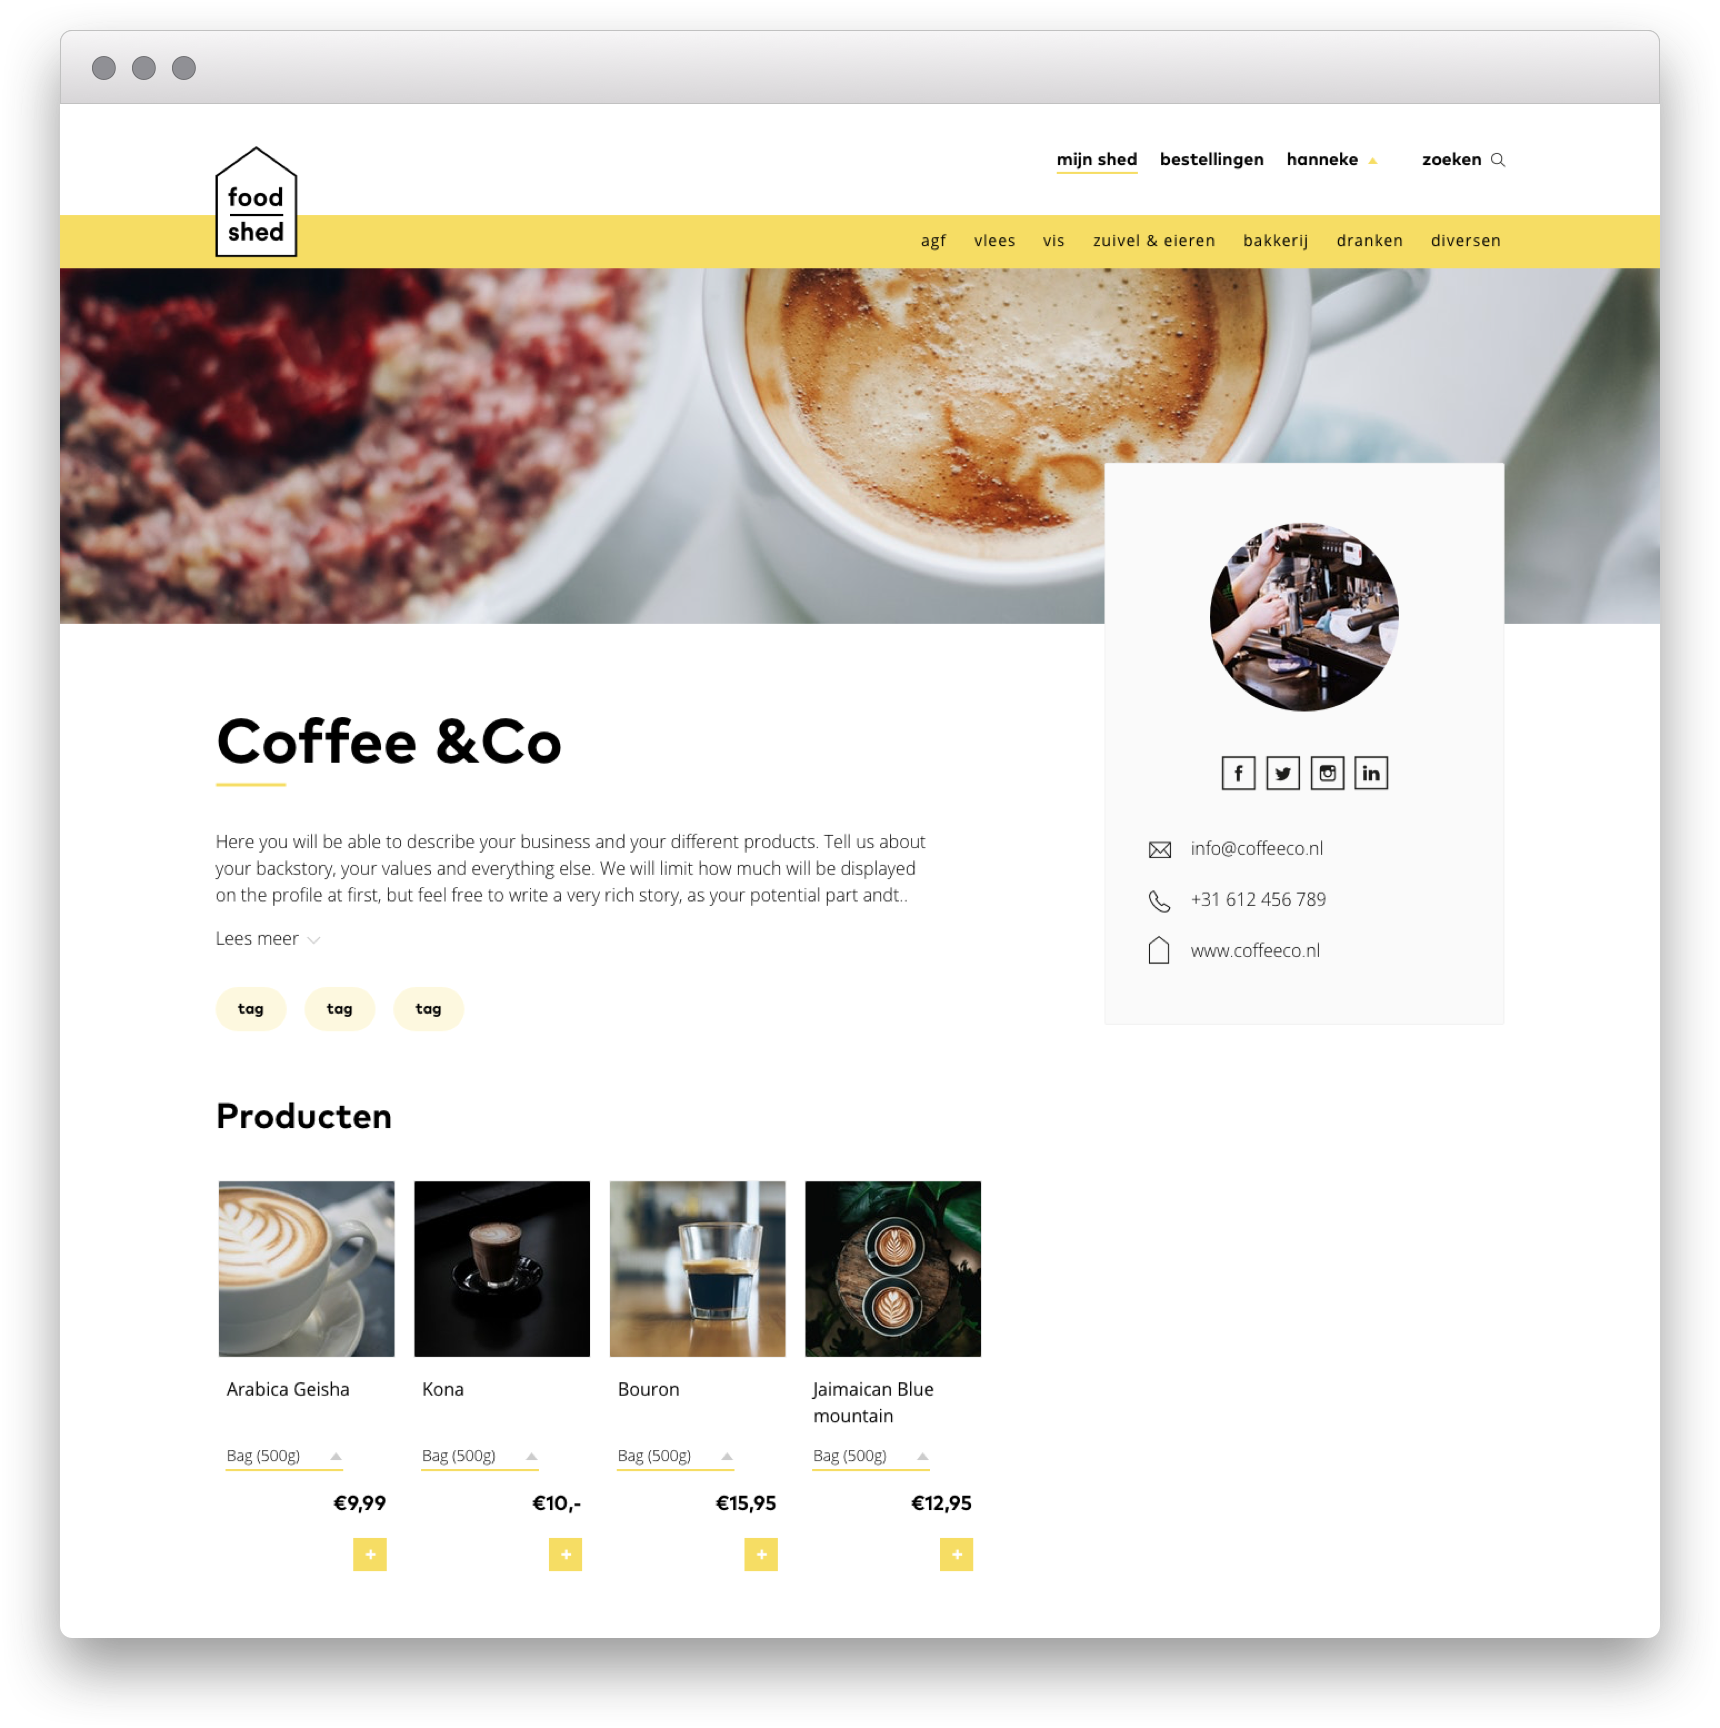 food
shed
mijn shed bestellingen hanneke zoeken
agf vlees vis zuivel & eieren bakkerij dranken diversen
Coffee &Co
Here you will be able to describe your business and your different products. Tell us about
your backstory, your values and everything else. We will limit how much will be displayed
on the profile at first, but feel free to write a very rich story, as your potential part andt..
Lees meer
tag tag tag
f in
info@coffeeco.nl
+31 612 456 789
www.coffeeco.nl
Producten
Arabica Geisha
Bag (500g)
€9,99
+
Kona
Bag (500g)
€10,-
+
Bouron
Bag (500g)
€15,95
+
Jaimaican Blue
mountain
Bag (500g)
€12,95
+